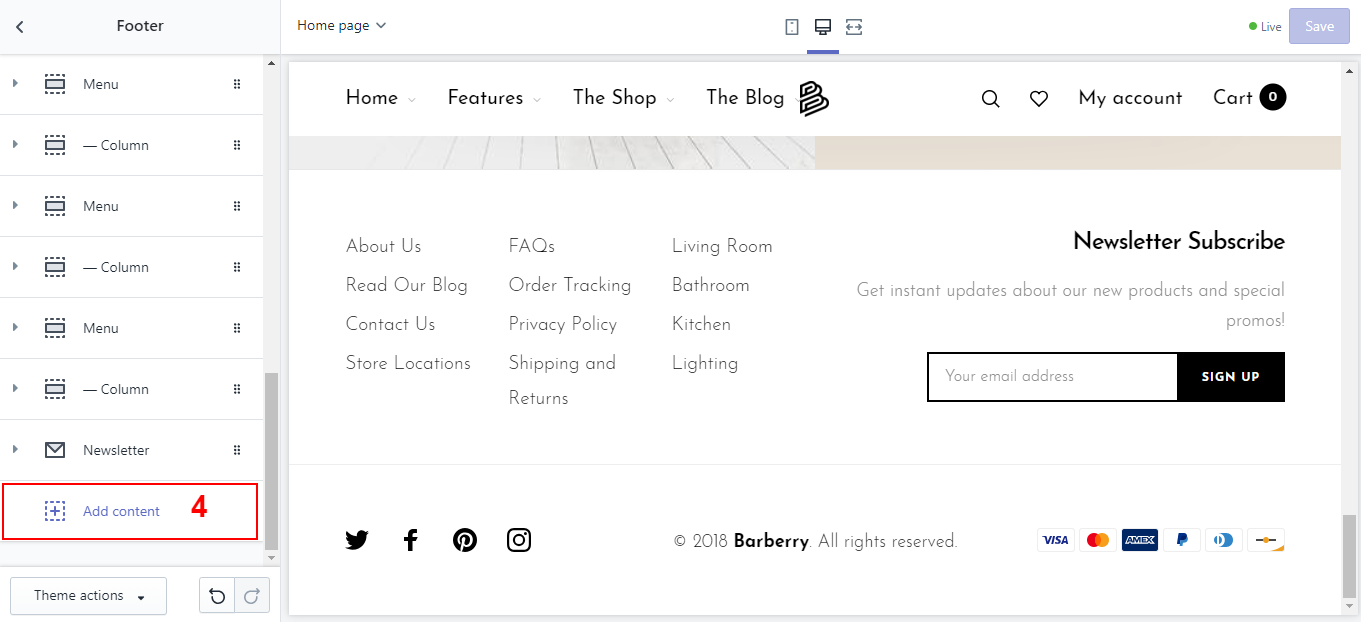 Footer
Home page
Live
Save
Menu
— Column
Menu
— Column
Menu
— Column
Newsletter
Add content
4
Theme actions
Home
Features
The Shop
The Blog
My account
Cart
0
About Us
Read Our Blog
Contact Us
Store Locations
FAQs
Order Tracking
Privacy Policy
Shipping and
Returns
Living Room
Bathroom
Kitchen
Lighting
Newsletter Subscribe
Get instant updates about our new products and special
promos!
Your email address
SIGN UP
© 2018 Barberry. All rights reserved.
VISA
AMEX